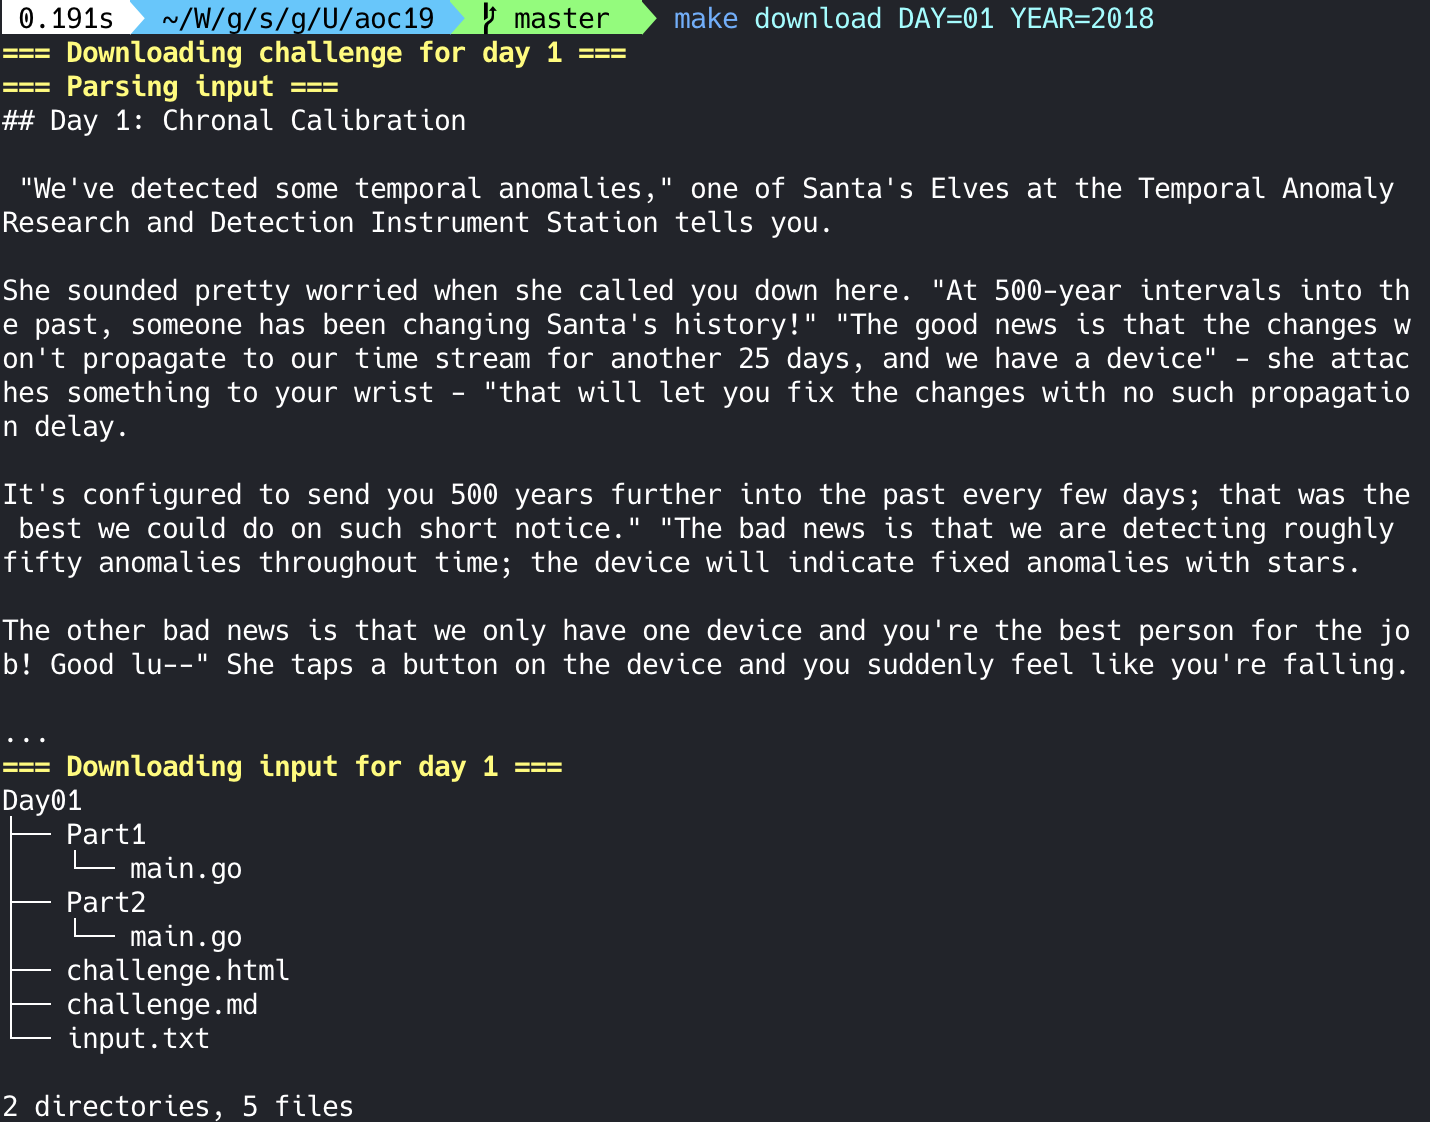 0.191s ~/W/g/s/g/U/aoc19 master make download DAY=01 YEAR=2018
=== Downloading challenge for day 1 ===
=== Parsing input ===
## Day 1: Chronal Calibration
"We've detected some temporal anomalies," one of Santa's Elves at the Temporal Anomaly
Research and Detection Instrument Station tells you.
She sounded pretty worried when she called you down here. "At 500-year intervals into th
e past, someone has been changing Santa's history!" "The good news is that the changes w
on't propagate to our time stream for another 25 days, and we have a device" - she attac
hes something to your wrist - "that will let you fix the changes with no such propagatio
n delay.
It's configured to send you 500 years further into the past every few days; that was the
best we could do on such short notice." "The bad news is that we are detecting roughly
fifty anomalies throughout time; the device will indicate fixed anomalies with stars.
The other bad news is that we only have one device and you're the best person for the jo
b! Good lu--" She taps a button on the device and you suddenly feel like you're falling.
...
=== Downloading input for day 1 ===
Day01
├── Part1
│   └── main.go
├── Part2
│   └── main.go
├── challenge.html
├── challenge.md
└── input.txt
2 directories, 5 files